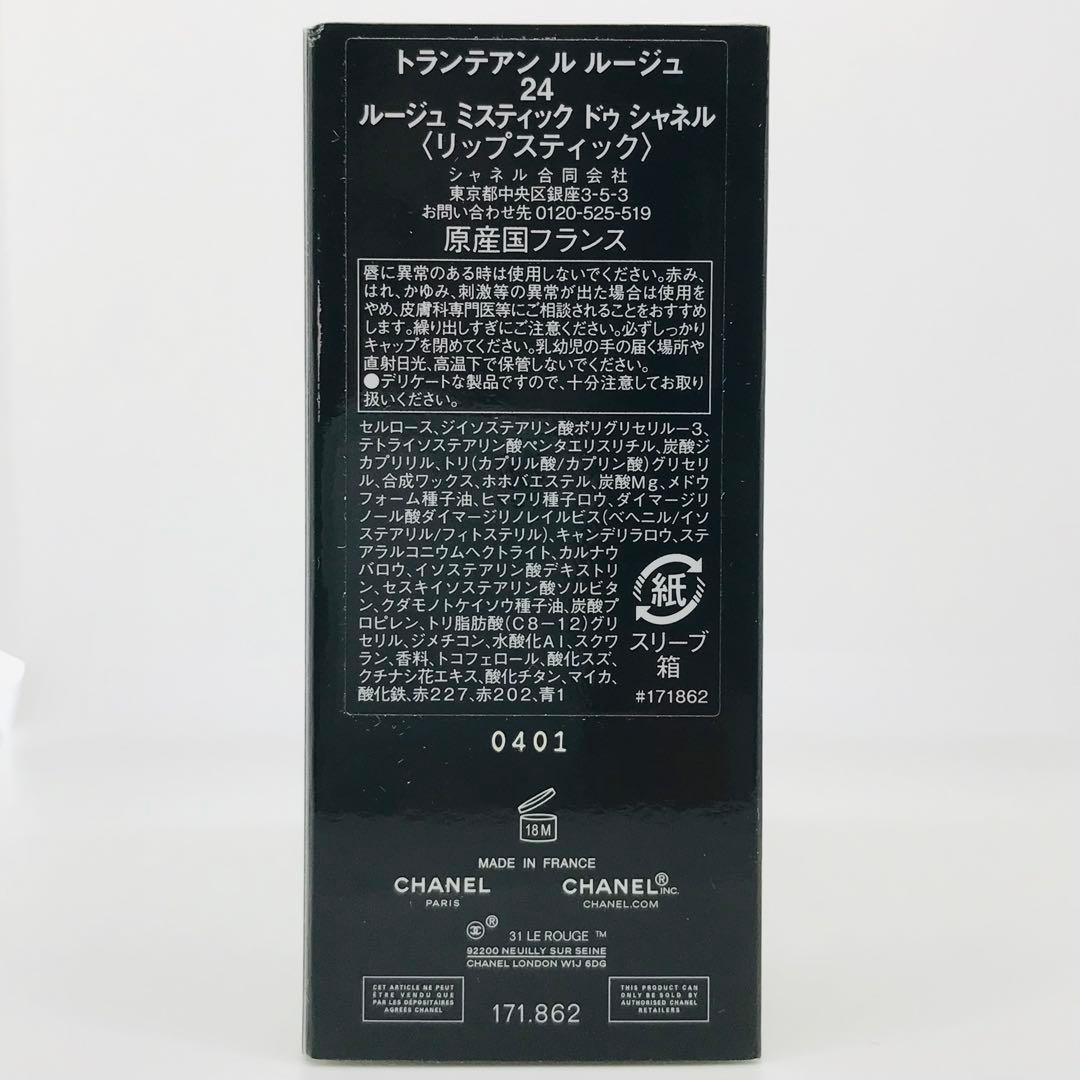 トランテアン ル ルージュ
24
ルージュ ミスティック ドゥ シャネル
〈リップスティック〉
シャネル合同会社
東京都中央区銀座3-5-3
お問い合わせ先 0120-525-519
原産国フランス
唇に異常のある時は使用しないでください。赤み、
はれ、かゆみ、刺激等の異常が出た場合は使用を
やめ、皮膚科専門医等にご相談されることをおすすめ
します。繰り出しすぎにご注意ください。必ずしっかり
キャップを閉めてください。乳幼児の手の届く場所や
直射日光、高温下で保管しないでください。
●デリケートな製品ですので、十分注意してお取り
扱いください。
セルロース、ジイソステアリン酸ポリグリセリル－3、
テトライソステアリン酸ペンタエリスリチル、炭酸ジ
カプリリル、トリ(カプリル酸/カプリン酸)グリセリ
ル、合成ワックス、ホホバエステル、炭酸Mg、メドウ
フォーム種子油、ヒマワリ種子ロウ、ダイマージリ
ノール酸ダイマージリノレイルビス(ベヘニル/イソ
ステアリル/フィトステリル)、キャンデリラロウ、ステ
アラルコニウムヘクトライト、カルナウ
バロウ、イソステアリン酸デキストリ
ン、セスキイソステアリン酸ソルビタ
ン、クダモノトケイソウ種子油、炭酸プ
ロピレン、トリ脂肪酸(C8－12)グリ
セリル、ジメチコン、水酸化Al、スクワ
ラン、香料、トコフェロール、酸化スズ、
クチナシ花エキス、酸化チタン、マイカ、
酸化鉄、赤227、赤202、青1
紙
スリーブ
箱
#171862
0401
18M
MADE IN FRANCE
CHANEL
PARIS
CHANEL® INC.
CHANEL.COM
® 31 LE ROUGE ™
92200 NEUILLY SUR SEINE
CHANEL LONDON W1J 6DG
CET ARTICLE NE PEUT
ÊTRE VENDU QUE
PAR LES DÉPOSITAIRES
AGRÉÉS CHANEL
171.862
THIS PRODUCT CAN
ONLY BE SOLD BY
AUTHORISED CHANEL
RETAILERS